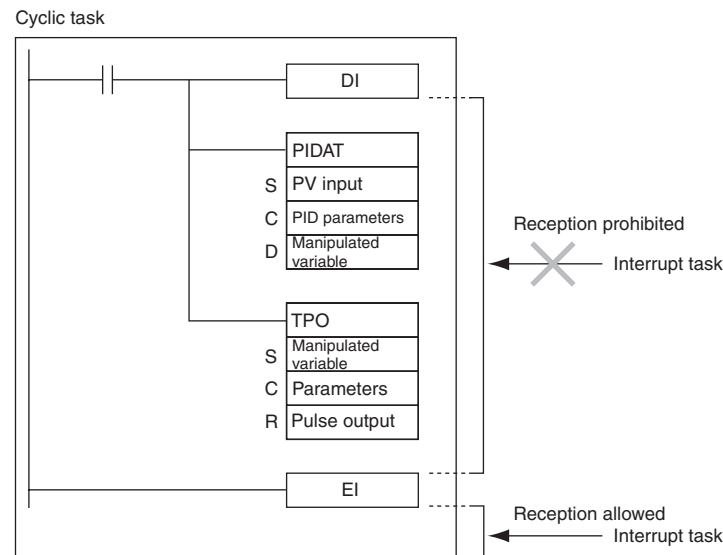 Cyclic task
DI
PIDAT
S PV input
C PID parameters
D Manipulated
variable
Reception prohibited
Interrupt task
TPO
S Manipulated
variable
C Parameters
R Pulse output
EI
Reception allowed
Interrupt task